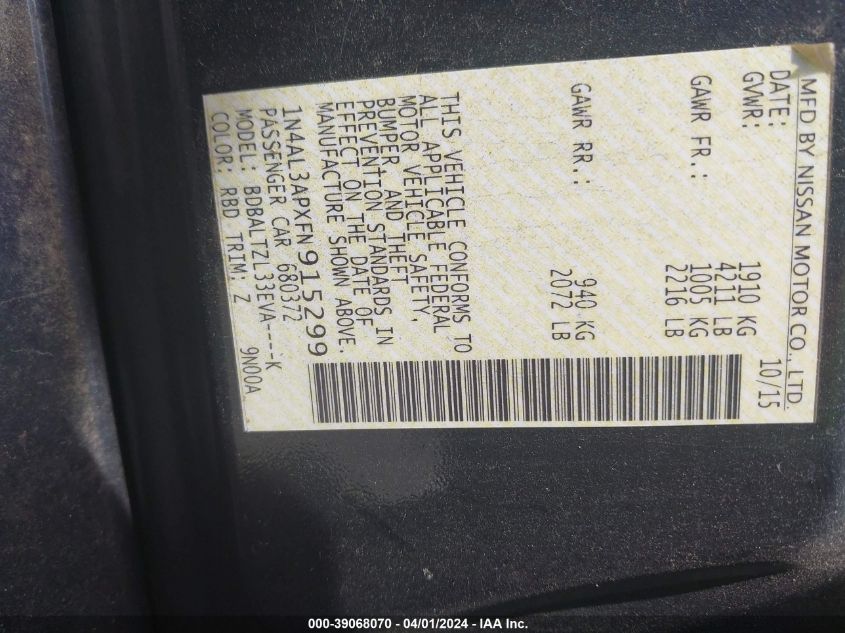 MFD BY NISSAN MOTOR CO., LTD.
DATE: 10/15
GVWR: 1910 KG
4211 LB
GAWR FR.: 1005 KG
2216 LB
GAWR RR.: 940 KG
2072 LB
THIS VEHICLE CONFORMS TO
ALL APPLICABLE FEDERAL
MOTOR VEHICLE SAFETY,
BUMPER, AND THEFT
PREVENTION STANDARDS IN
EFFECT ON THE DATE OF
MANUFACTURE SHOWN ABOVE.
1N4AL3APXFN915299
PASSENGER CAR 680372
MODEL: BDBALTZL33EVA----K
COLOR: RBD TRIM: Z 9N00A
000-39068070 - 04/01/2024 - IAA Inc.